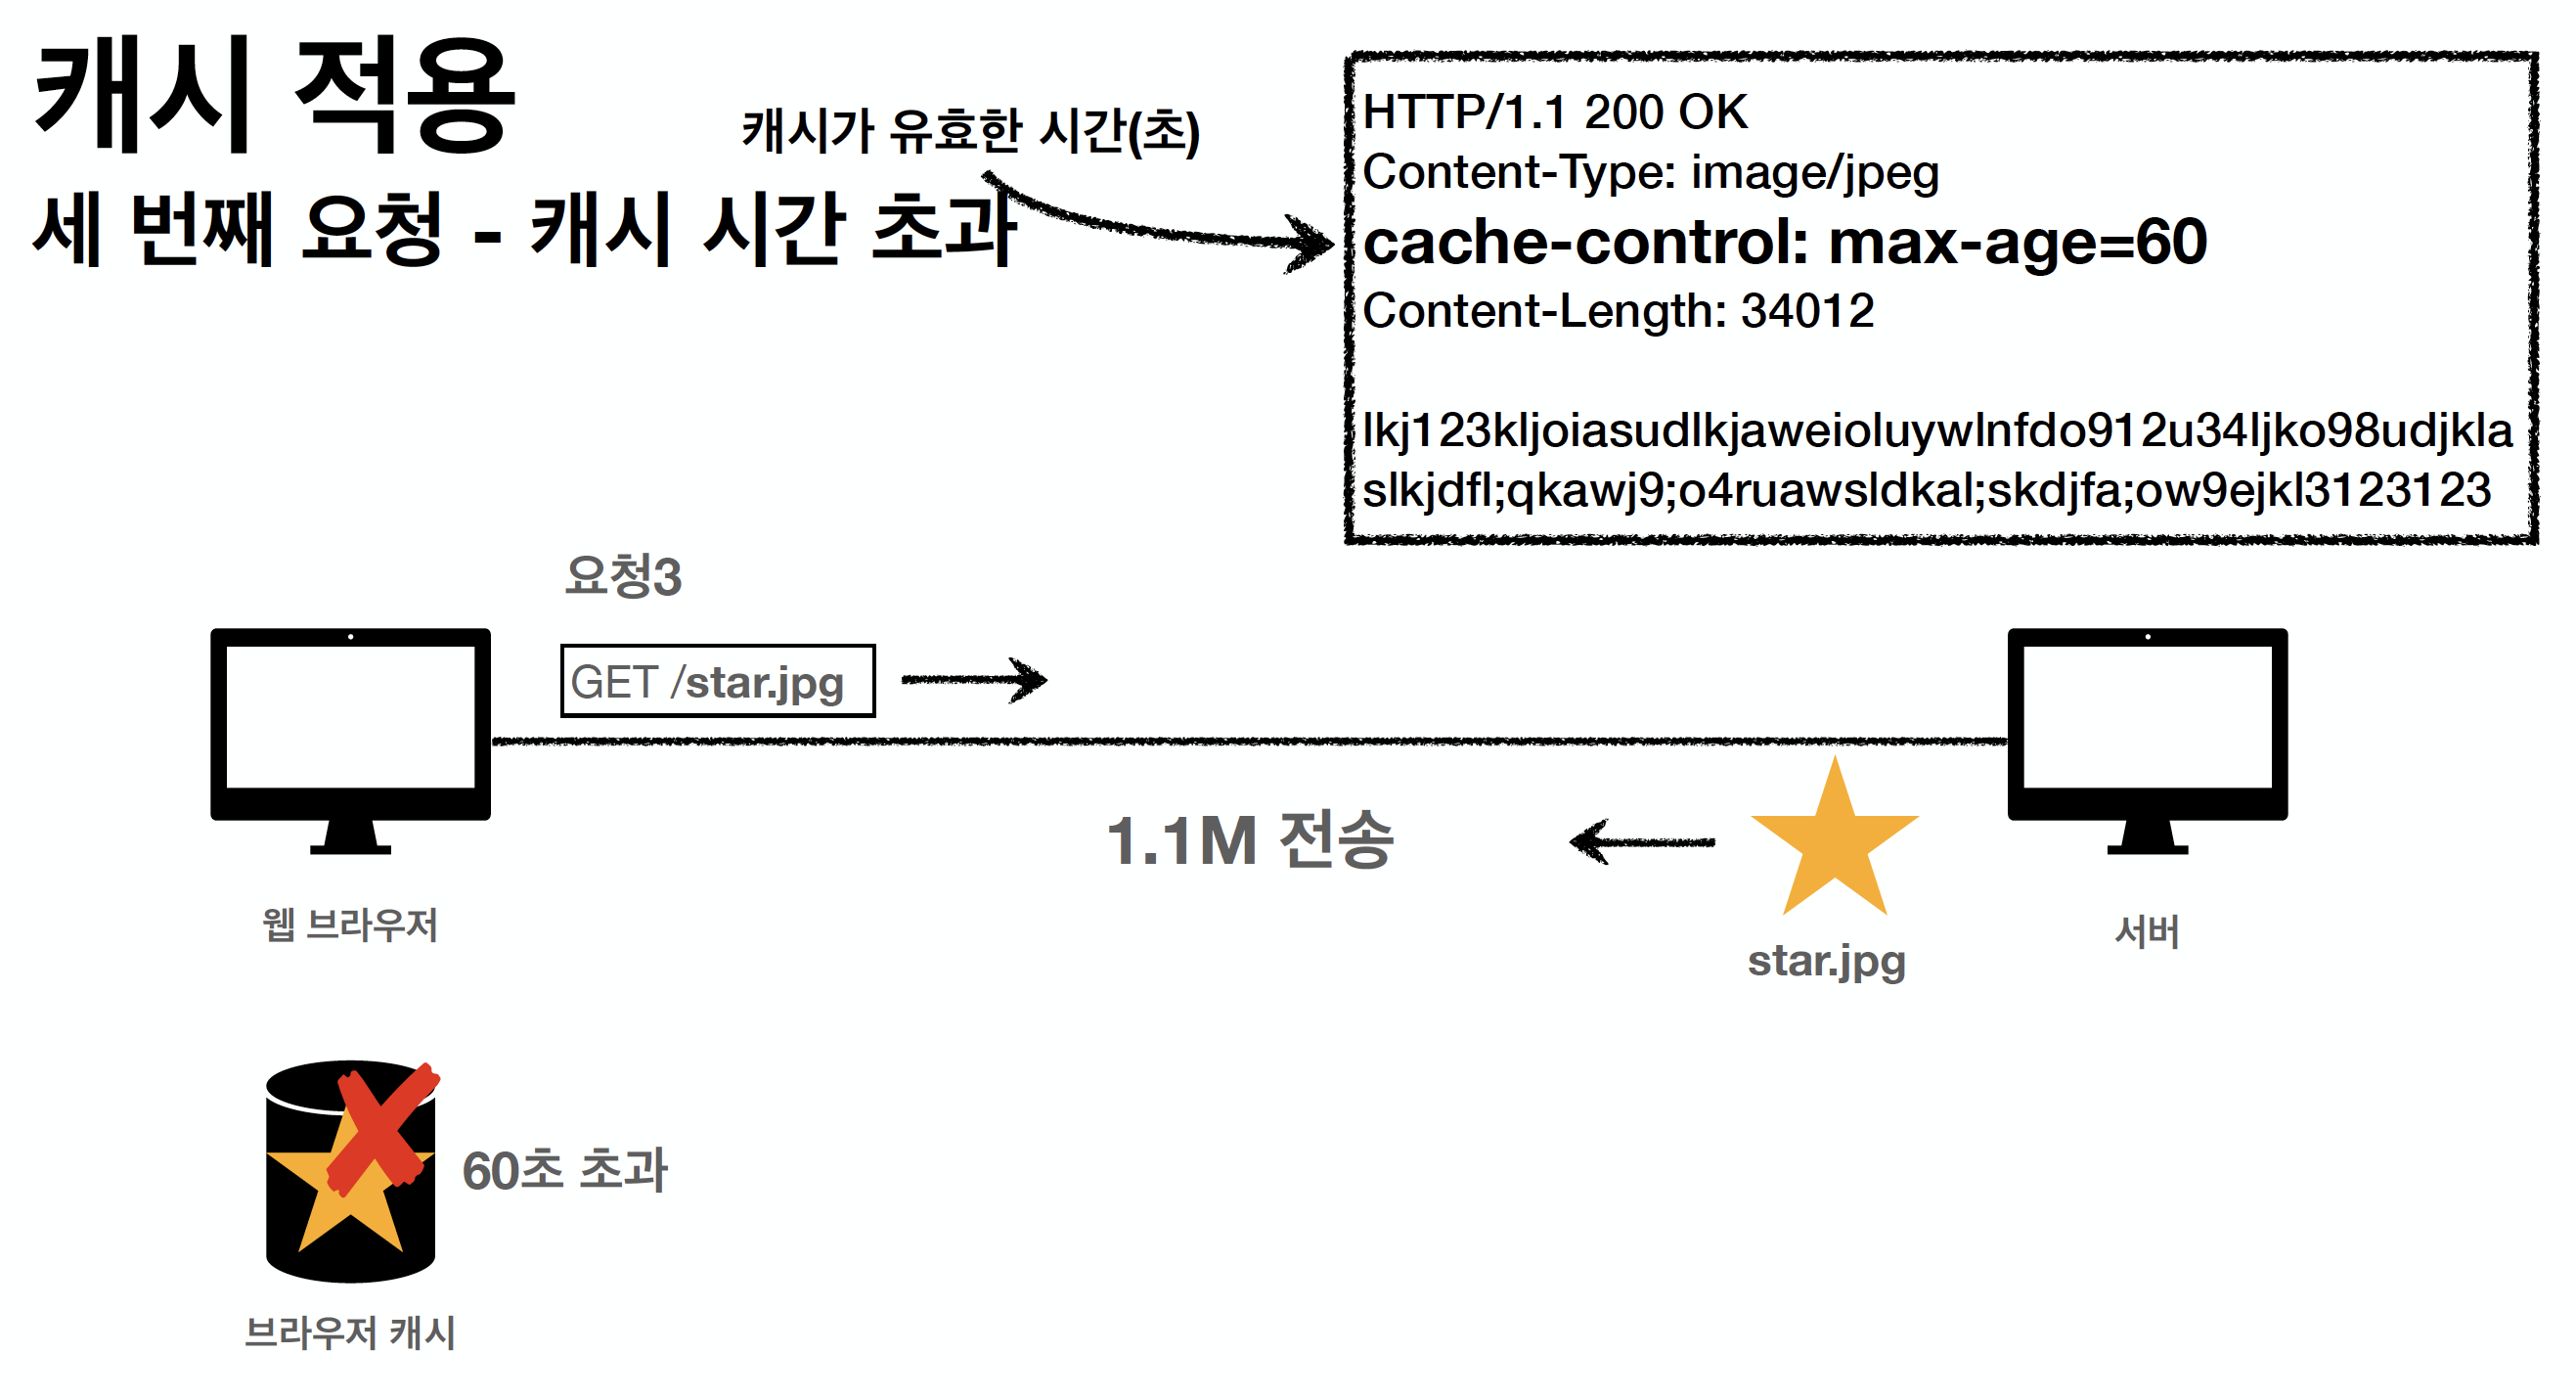 캐시 적용
세 번째 요청 - 캐시 시간 초과
캐시가 유효한 시간(초)
HTTP/1.1 200 OK
Content-Type: image/jpeg
cache-control: max-age=60
Content-Length: 34012
lkj123kljoiasudlkjaweioluywlnfdo912u34ljko98udjkla
slkjdfl;qkawj9;o4ruawsldkal;skdjfa;ow9ejkl3123123
요청3
GET /star.jpg
1.1M 전송
웹 브라우저
서버
star.jpg
60초 초과
브라우저 캐시